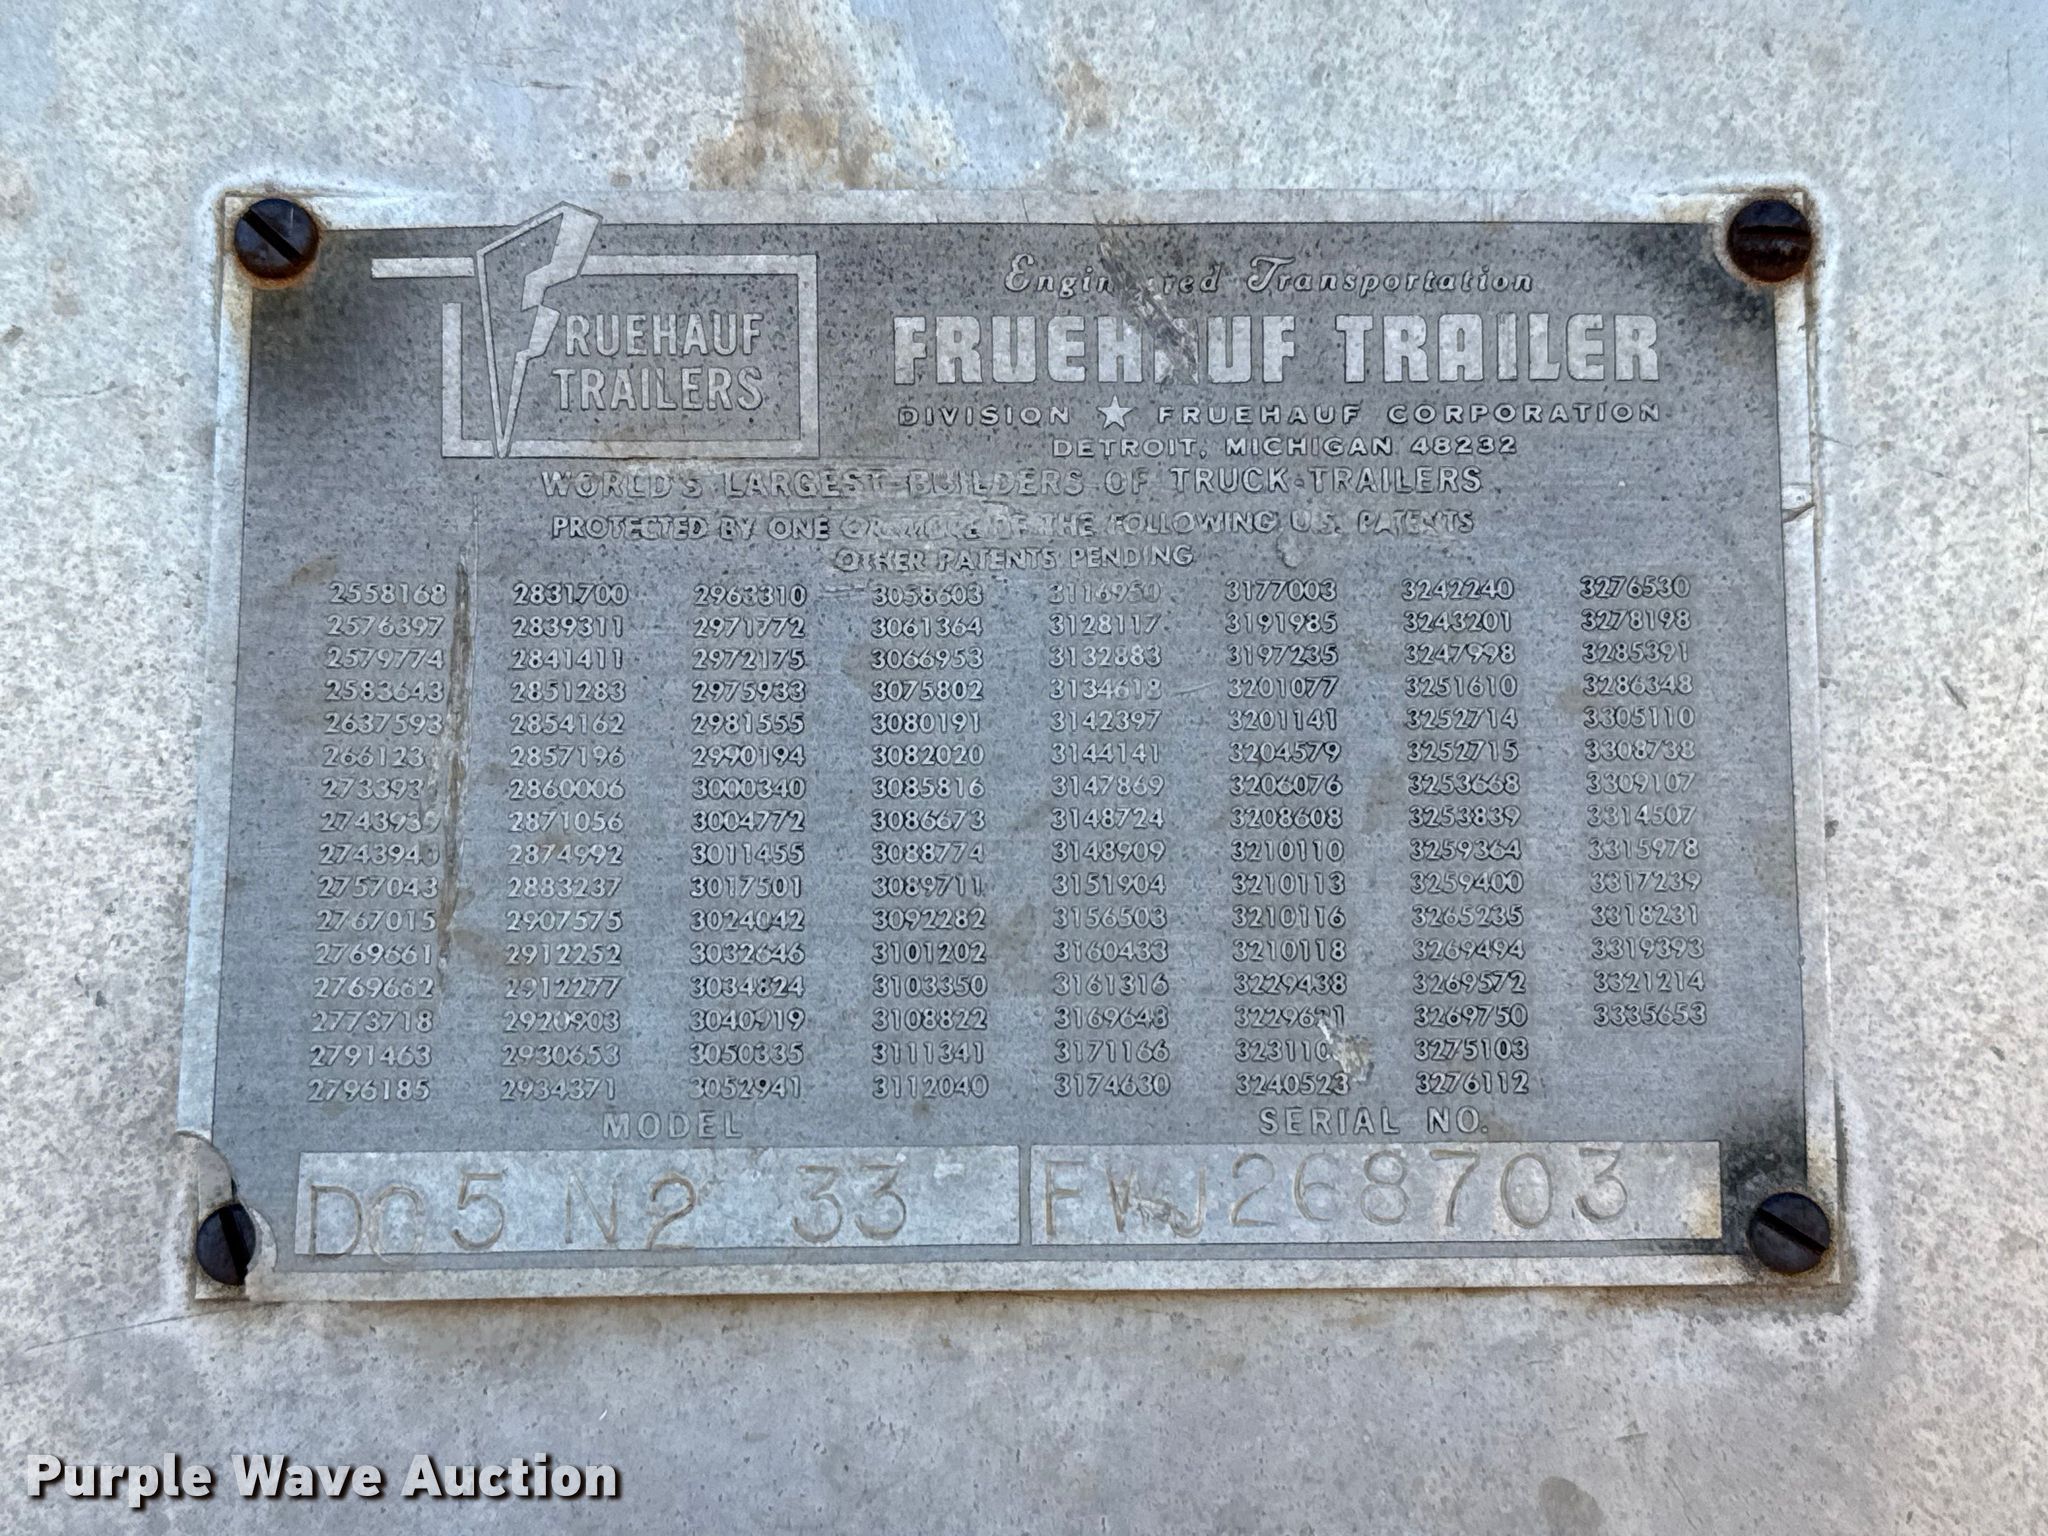 FRUEHAUF
TRAILERS
Engineered Transportation
FRUEHAUF TRAILER
DIVISION ★ FRUEHAUF CORPORATION
DETROIT, MICHIGAN 48232
WORLD'S LARGEST BUILDERS OF TRUCK TRAILERS
PROTECTED BY ONE OR MORE OF THE FOLLOWING U.S. PATENTS
OTHER PATENTS PENDING
2558168 2831700 2963310 3058603 3116950 3177003 3242240 3276530
2576397 2839311 2971772 3061364 3128117 3191985 3243201 3278198
2579774 2841411 2972175 3066953 3132883 3197235 3247998 3285391
2583643 2851283 2975933 3075802 3134618 3201077 3251610 3286348
2637593 2854162 2981555 3080191 3142397 3201141 3252714 3305110
2857196 2990194 3082020 3144141 3204579 3252715 3308738
2860006 3000340 3085816 3147869 3206076 3253668 3309107
2743939 2871056 3004772 3086673 3148724 3208608 3253839 3314507
2743940 2874992 3011455 3088774 3148909 3210110 3259364 3315978
2757043 2883237 3017501 3089711 3151904 3210113 3259400 3317239
2767015 2907575 3024042 3092282 3156503 3210116 3265235 3318231
2769661 2912252 3032646 3101202 3160433 3210118 3269494 3319393
2769662 2912277 3034824 3103350 3161316 3229438 3269572 3321214
2773718 2920903 3040919 3108822 3169648 3269750 3335653
2791463 2930653 3050335 3111341 3171166 3275103
2796185 2934371 3052941 3112040 3174630 3240523 3276112
MODEL SERIAL NO.
DC5 N2 33 FWJ268703
Purple Wave Auction